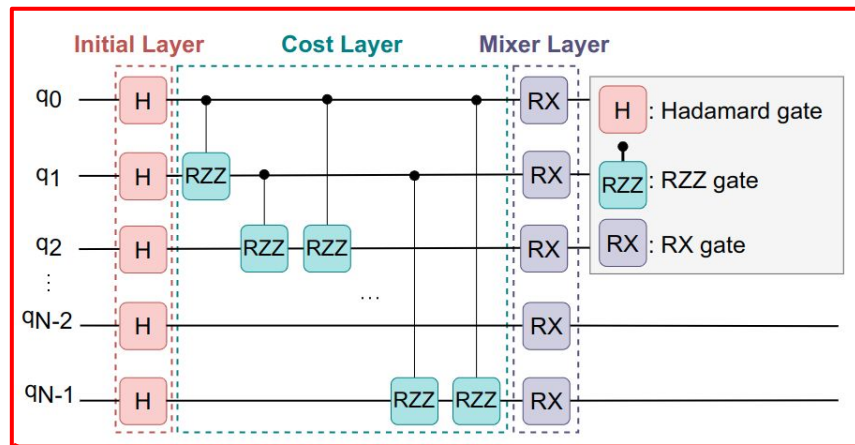 Initial Layer Cost Layer Mixer Layer
q0 H RX H : Hadamard gate
q1 H RZZ RX RZZ : RZZ gate
q2 H RZZ RZZ RX RX : RX gate
⋮ ...
qN-2 H RX
qN-1 H RZZ RZZ RX